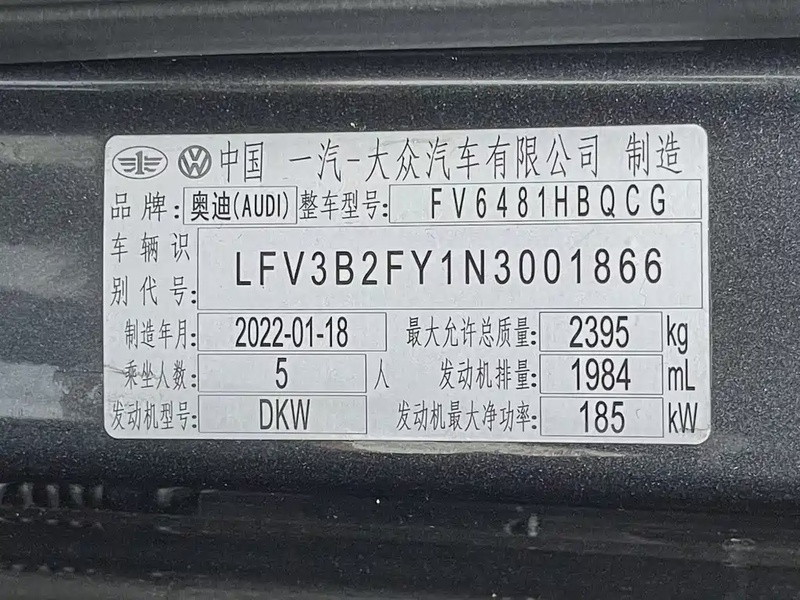 中国 一汽-大众汽车有限公司 制造
品牌: 奥迪(AUDI) 整车型号: FV6481HBQCG
车辆识别代号: LFV3B2FY1N3001866
制造年月: 2022-01-18 最大允许总质量: 2395 kg
乘坐人数: 5 人 发动机排量: 1984 mL
发动机型号: DKW 发动机最大净功率: 185 kW